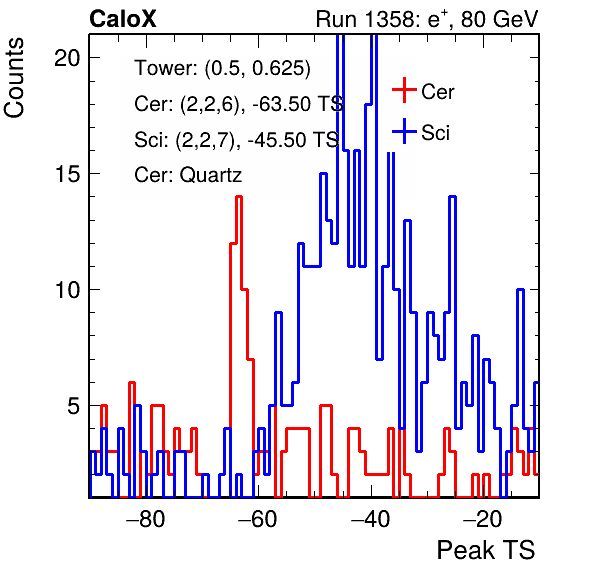 CaloX Run 1358: e⁺, 80 GeV
Counts
20
15
10
5
Tower: (0.5, 0.625)
Cer: (2,2,6), -63.50 TS
Sci: (2,2,7), -45.50 TS
Cer: Quartz
Cer
Sci
−80 −60 −40 −20
Peak TS